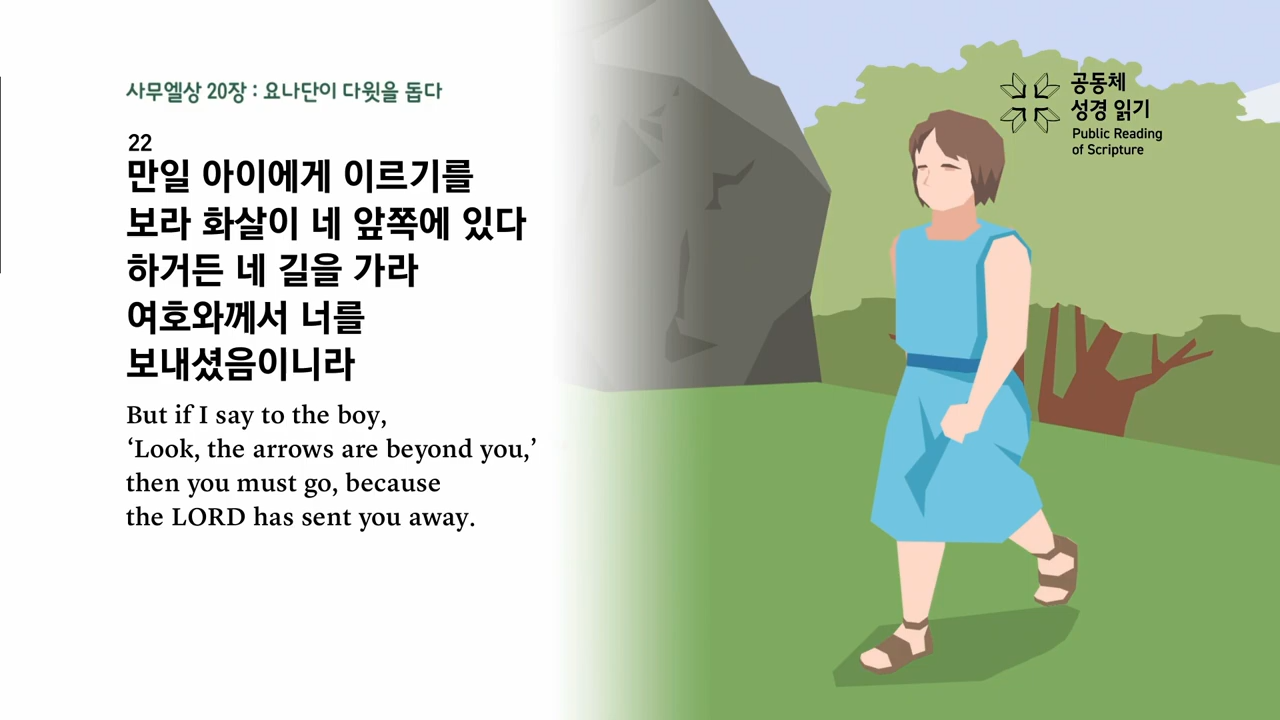 사무엘상 20장 : 요나단이 다윗을 돕다
22
만일 아이에게 이르기를
보라 화살이 네 앞쪽에 있다
하거든 네 길을 가라
여호와께서 너를
보내셨음이니라
But if I say to the boy,
‘Look, the arrows are beyond you,’
then you must go, because
the LORD has sent you away.
공동체
성경 읽기
Public Reading
of Scripture